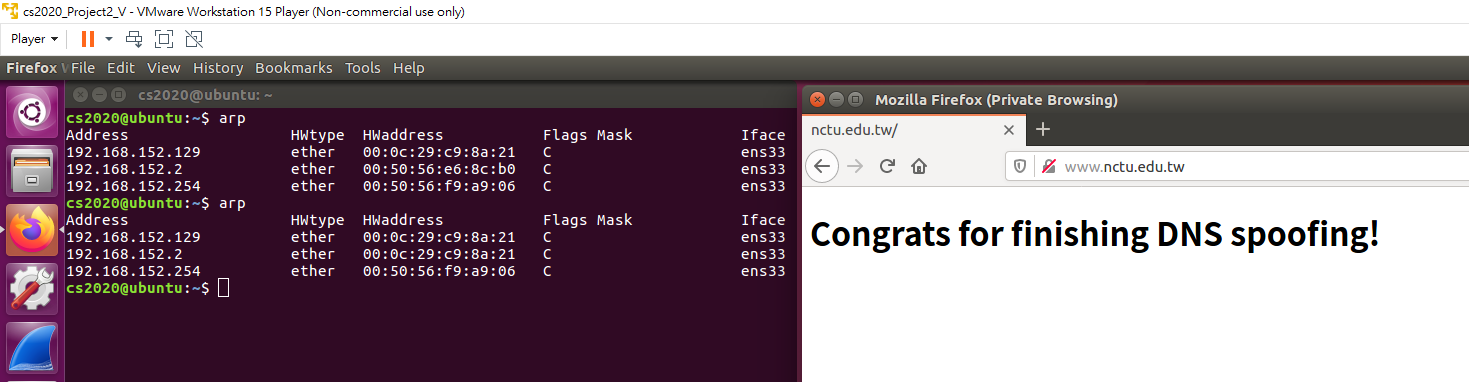 cs2020_Project2_V - VMware Workstation 15 Player (Non-commercial use only)
Player
Firefox W File Edit View History Bookmarks Tools Help
cs2020@ubuntu: ~
cs2020@ubuntu:~$ arp
Address HWtype HWaddress Flags Mask Iface
192.168.152.129 ether 00:0c:29:c9:8a:21 C ens33
192.168.152.2 ether 00:50:56:e6:8c:b0 C ens33
192.168.152.254 ether 00:50:56:f9:a9:06 C ens33
cs2020@ubuntu:~$ arp
Address HWtype HWaddress Flags Mask Iface
192.168.152.129 ether 00:0c:29:c9:8a:21 C ens33
192.168.152.2 ether 00:0c:29:c9:8a:21 C ens33
192.168.152.254 ether 00:50:56:f9:a9:06 C ens33
cs2020@ubuntu:~$
Mozilla Firefox (Private Browsing)
nctu.edu.tw/
www.nctu.edu.tw
Congrats for finishing DNS spoofing!